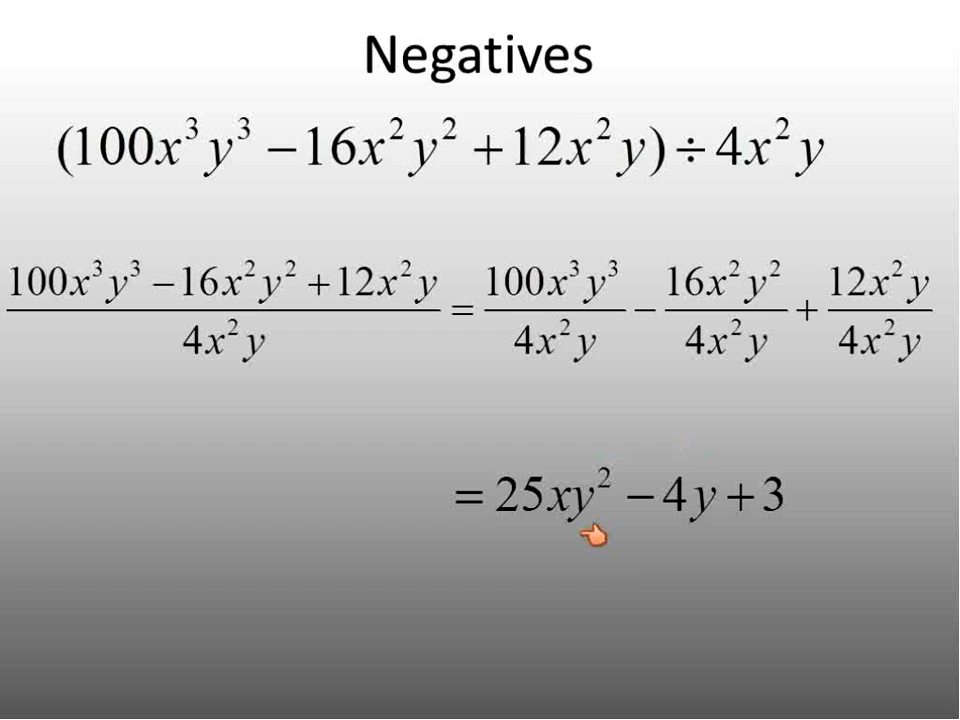 Negatives
(100x³y³ − 16x²y² + 12x²y) ÷ 4x²y
(100x³y³ − 16x²y² + 12x²y)/(4x²y) = (100x³y³)/(4x²y) − (16x²y²)/(4x²y) + (12x²y)/(4x²y)
= 25xy² − 4y + 3